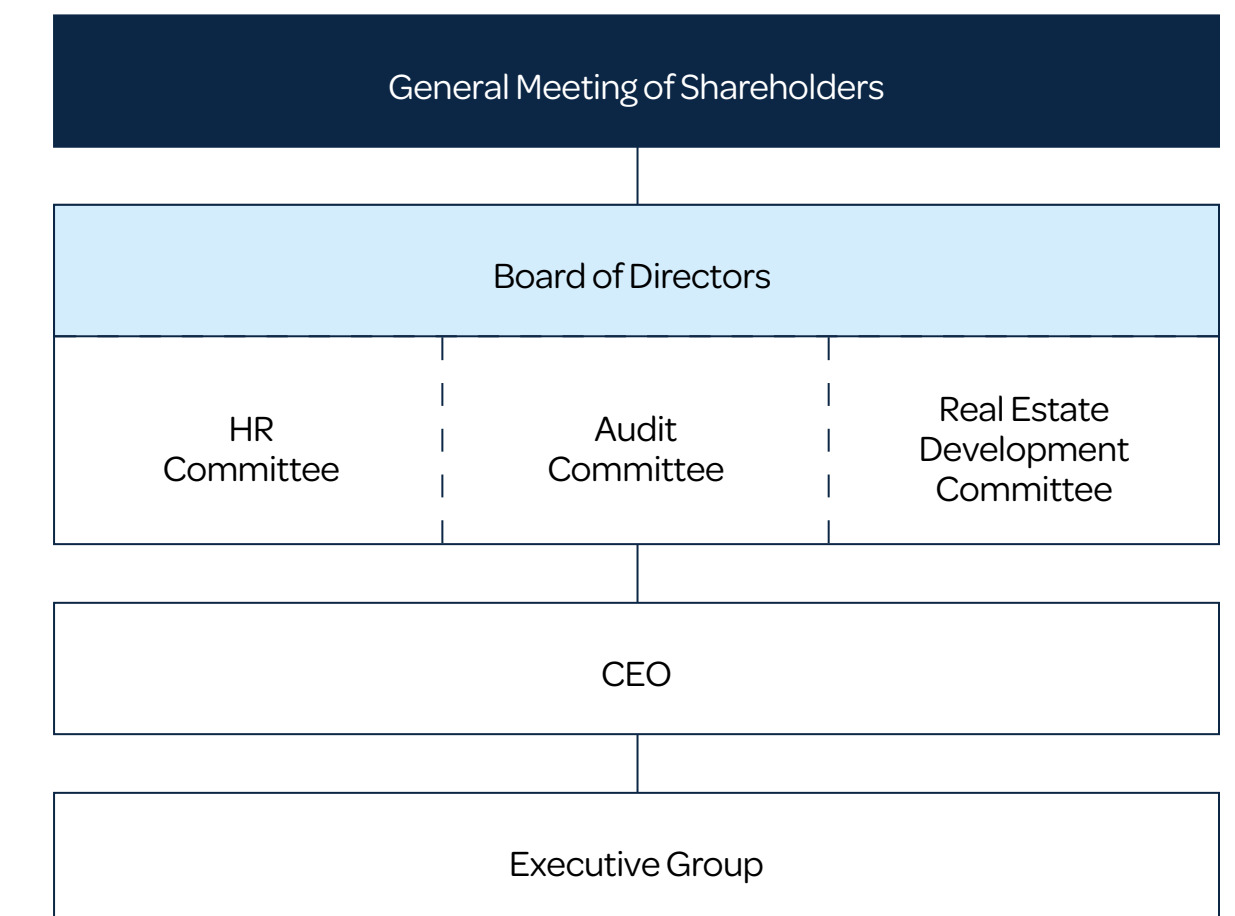 General Meeting of Shareholders
Board of Directors
HR
Committee
Audit
Committee
Real Estate
Development
Committee
CEO
Executive Group